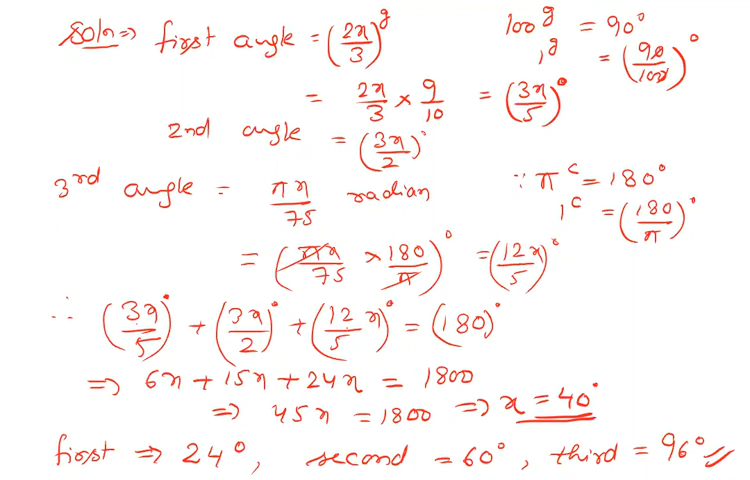 Soln ⇒ first angle = (2x/3)^g 100^g = 90°
1^g = (90/100)°
= 2x/3 × 9/10 = (3x/5)°
2nd angle = (3x/2)°
3rd angle = πx/75 radian ∵ π^c = 180°
1^c = (180/π)°
= (πx/75 × 180/π)° = (12x/5)°
∴ (3x/5)° + (3x/2)° + (12x/5)° = (180)°
⇒ 6x + 15x + 24x = 1800
⇒ 45x = 1800 ⇒ x = 40°
first ⇒ 24°, second = 60°, third = 96°